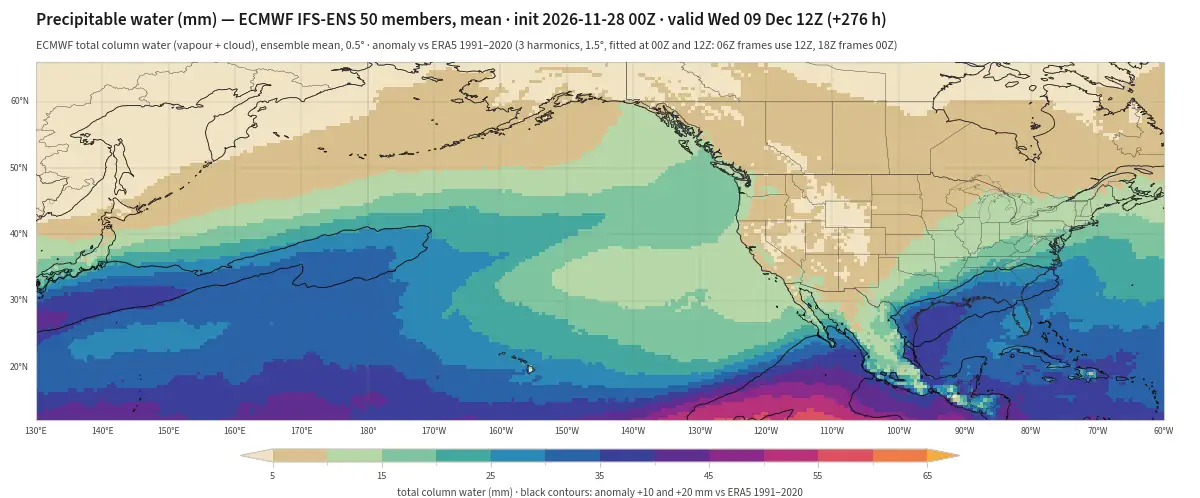 Precipitable water (mm) — ECMWF IFS-ENS 50 members, mean · init 2026-11-28 00Z · valid Wed 09 Dec 12Z (+276 h)
ECMWF total column water (vapour + cloud), ensemble mean, 0.5° · anomaly vs ERA5 1991–2020 (3 harmonics, 1.5°, fitted at 00Z and 12Z: 06Z frames use 12Z, 18Z frames 00Z)
60°N
50°N
40°N
30°N
20°N
130°E 140°E 150°E 160°E 170°E 180° 170°W 160°W 150°W 140°W 130°W 120°W 110°W 100°W 90°W 80°W 70°W 60°W
5 15 25 35 45 55 65
total column water (mm) · black contours: anomaly +10 and +20 mm vs ERA5 1991–2020